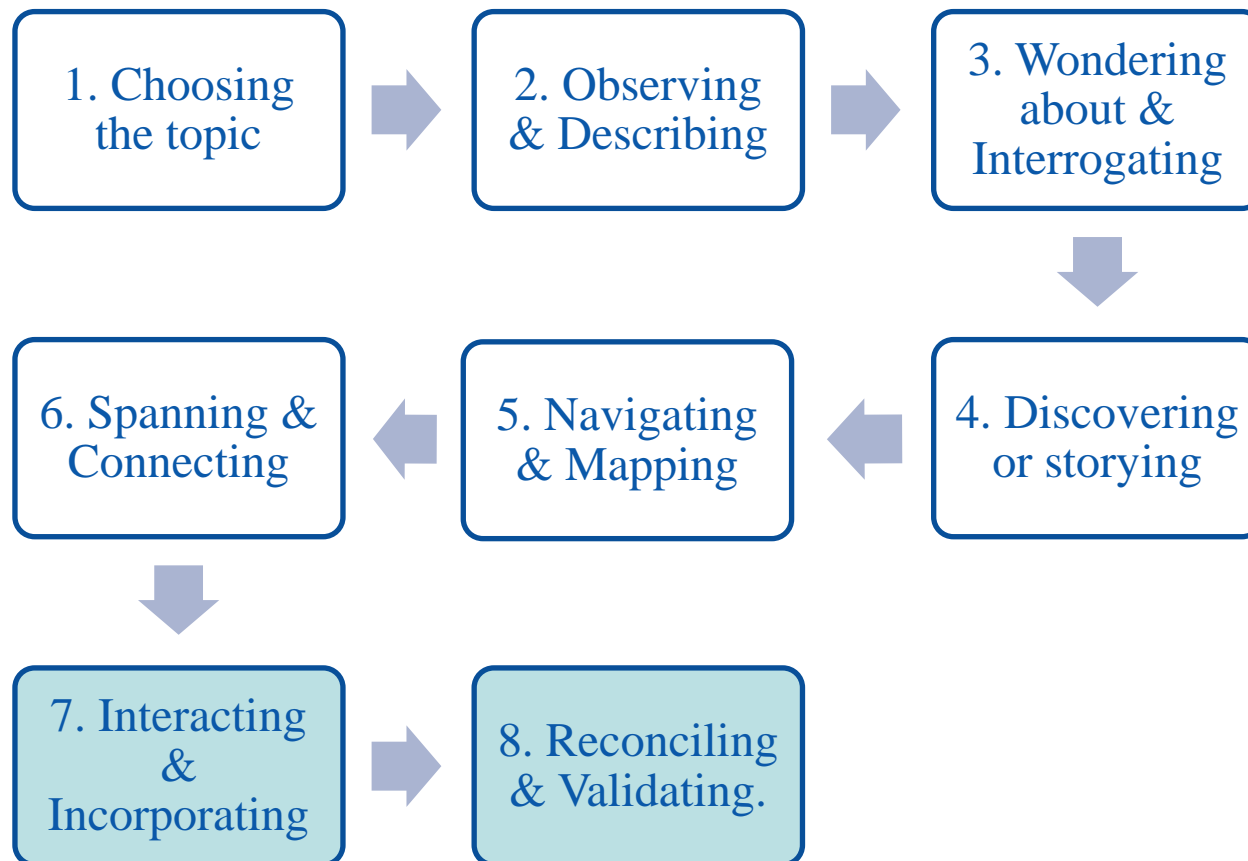 1. Choosing
the topic
2. Observing
& Describing
3. Wondering
about &
Interrogating
4. Discovering
or storying
5. Navigating
& Mapping
6. Spanning &
Connecting
7. Interacting
&
Incorporating
8. Reconciling
& Validating.